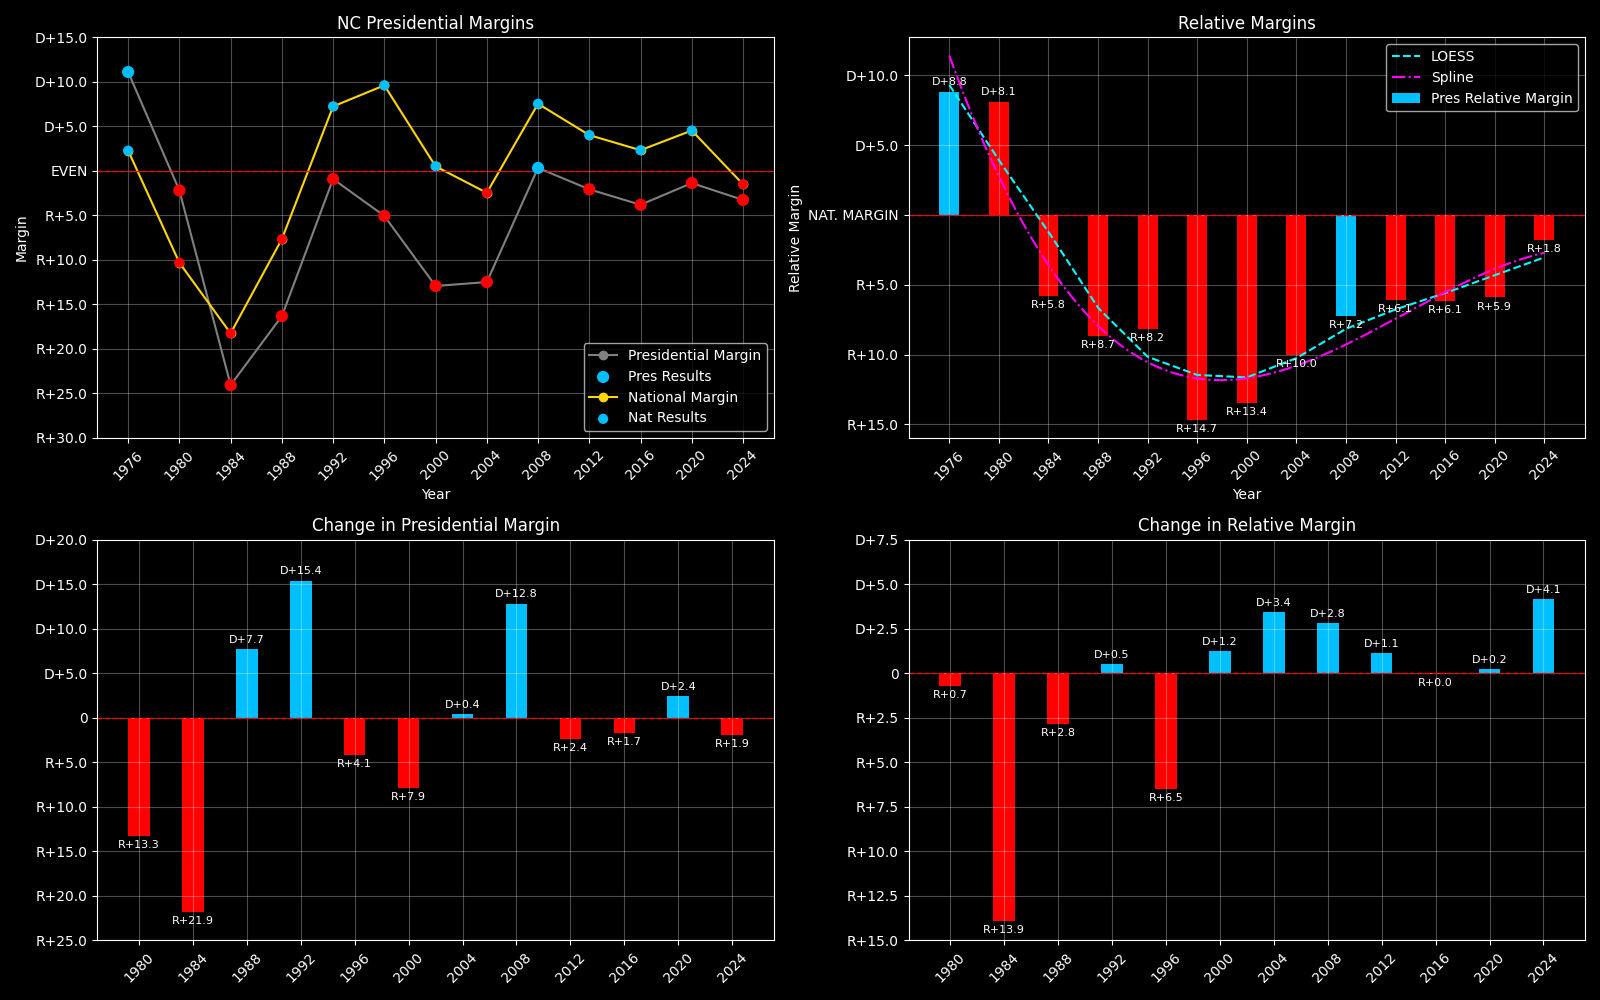 NC Presidential Margins
D+15.0
D+10.0
D+5.0
EVEN
R+5.0
R+10.0
R+15.0
R+20.0
R+25.0
R+30.0
Margin
Presidential Margin
Pres Results
National Margin
Nat Results
1976
1980
1984
1988
1992
1996
2000
2004
2008
2012
2016
2020
2024
Year
Relative Margins
D+10.0
D+5.0
NAT. MARGIN
R+5.0
R+10.0
R+15.0
Relative Margin
LOESS
Spline
Pres Relative Margin
D+8.8
D+8.1
R+5.8
R+8.7
R+8.2
R+14.7
R+13.4
R+10.0
R+7.2
R+6.1
R+6.1
R+5.9
R+1.8
1976
1980
1984
1988
1992
1996
2000
2004
2008
2012
2016
2020
2024
Year
Change in Presidential Margin
D+20.0
D+15.0
D+10.0
D+5.0
0
R+5.0
R+10.0
R+15.0
R+20.0
R+25.0
R+13.3
R+21.9
D+7.7
D+15.4
R+4.1
R+7.9
D+0.4
D+12.8
R+2.4
R+1.7
D+2.4
R+1.9
1980
1984
1988
1992
1996
2000
2004
2008
2012
2016
2020
2024
Change in Relative Margin
D+7.5
D+5.0
D+2.5
0
R+2.5
R+5.0
R+7.5
R+10.0
R+12.5
R+15.0
R+0.7
R+13.9
R+2.8
D+0.5
R+6.5
D+1.2
D+3.4
D+2.8
D+1.1
R+0.0
D+0.2
D+4.1
1980
1984
1988
1992
1996
2000
2004
2008
2012
2016
2020
2024